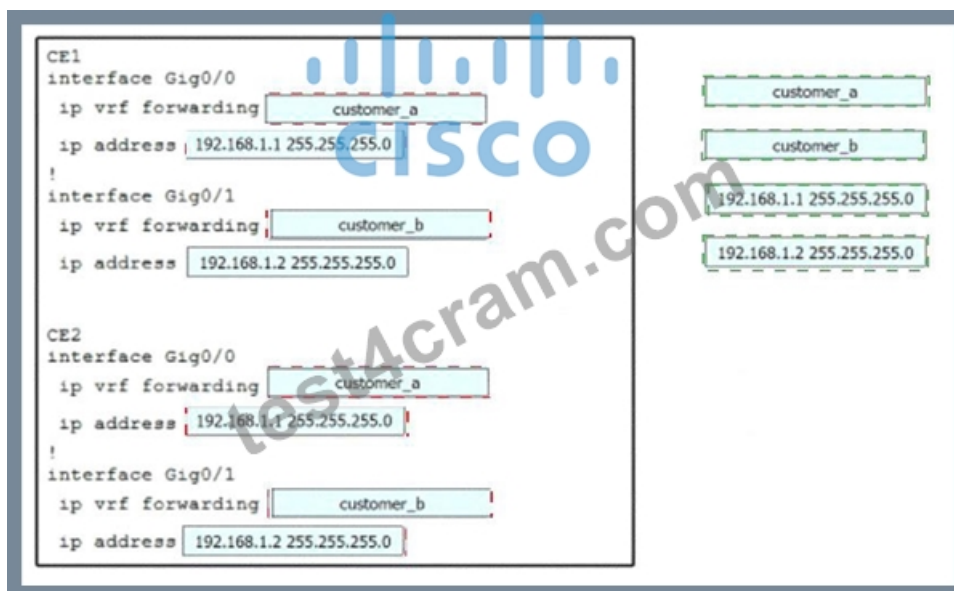 CE1
interface Gig0/0
ip vrf forwarding customer_a
ip address 192.168.1.1 255.255.255.0
!
interface Gig0/1
ip vrf forwarding customer_b
ip address 192.168.1.2 255.255.255.0
CE2
interface Gig0/0
ip vrf forwarding customer_a
ip address 192.168.1.1 255.255.255.0
!
interface Gig0/1
ip vrf forwarding customer_b
ip address 192.168.1.2 255.255.255.0
customer_a
customer_b
192.168.1.1 255.255.255.0
192.168.1.2 255.255.255.0
CISCO
test4cram.com